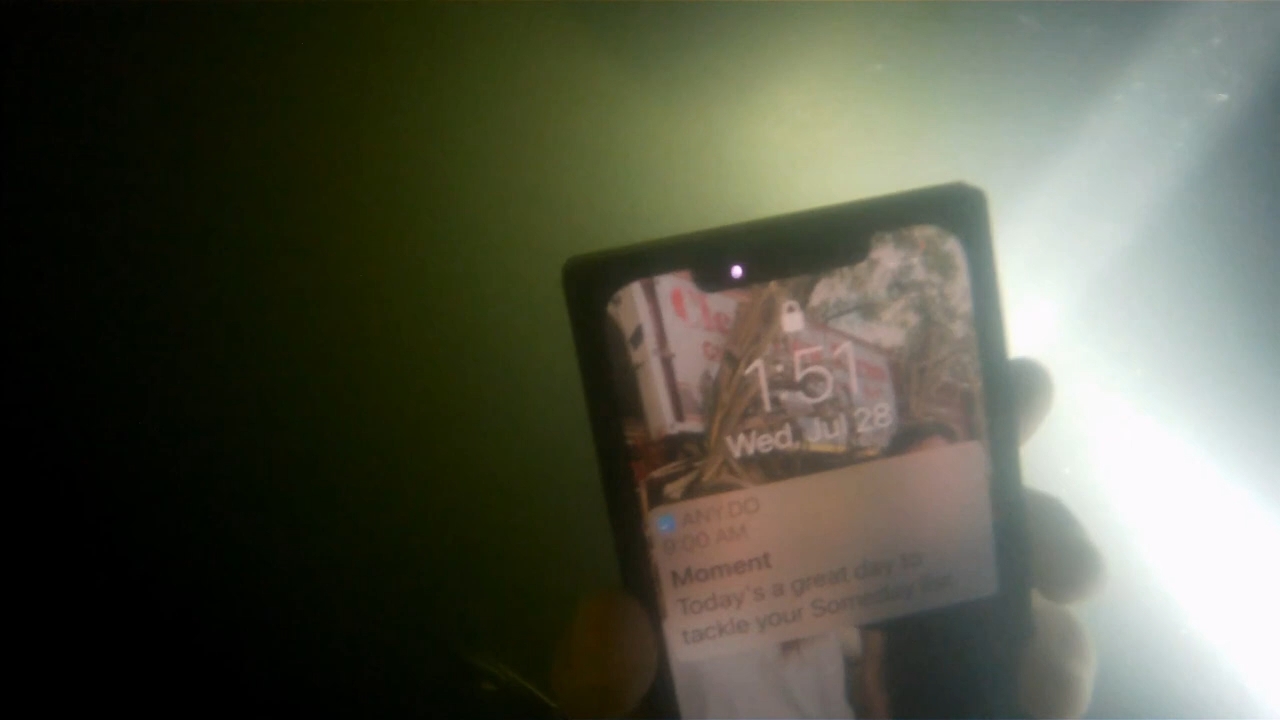 1:51
Wed, Jul 28
ANY.DO
9:00 AM
Moment
Today's a great day to
tackle your Someday list.